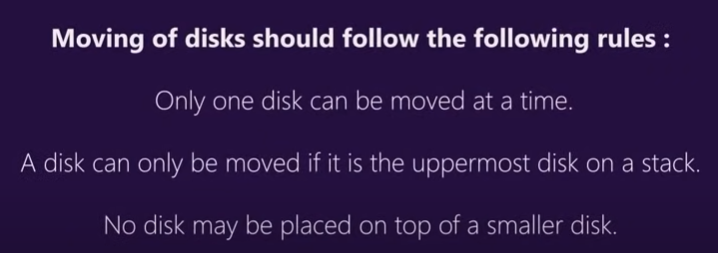 Moving of disks should follow the following rules :
Only one disk can be moved at a time.
A disk can only be moved if it is the uppermost disk on a stack.
No disk may be placed on top of a smaller disk.